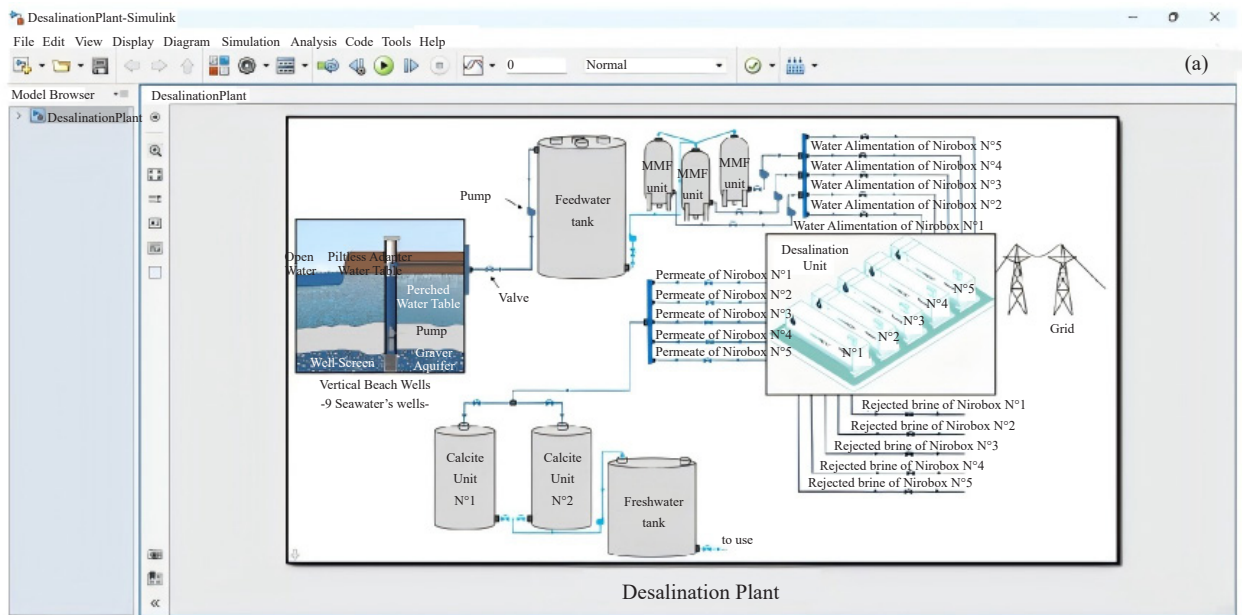 DesalinationPlant-Simulink
File Edit View Display Diagram Simulation Analysis Code Tools Help
0
Normal
(a)
Model Browser
DesalinationPlant
DesalinationPlant
Pump
Feedwater
tank
MMF
unit
MMF
unit
MMF
unit
Water Alimentation of Nirobox N°5
Water Alimentation of Nirobox N°4
Water Alimentation of Nirobox N°3
Water Alimentation of Nirobox N°2
Water Alimentation of Nirobox N°1
Open
Water
Piltless Adapter
Water Table
Perched
Water Table
Pump
Well-Screen
Graver
Aquifer
Valve
Vertical Beach Wells
-9 Seawater's wells-
Permeate of Nirobox N°1
Permeate of Nirobox N°2
Permeate of Nirobox N°3
Permeate of Nirobox N°4
Permeate of Nirobox N°5
Desalination
Unit
N°5
N°4
N°3
N°2
N°1
Grid
Rejected brine of Nirobox N°1
Rejected brine of Nirobox N°2
Rejected brine of Nirobox N°3
Rejected brine of Nirobox N°4
Rejected brine of Nirobox N°5
Calcite
Unit
N°1
Calcite
Unit
N°2
Freshwater
tank
to use
Desalination Plant